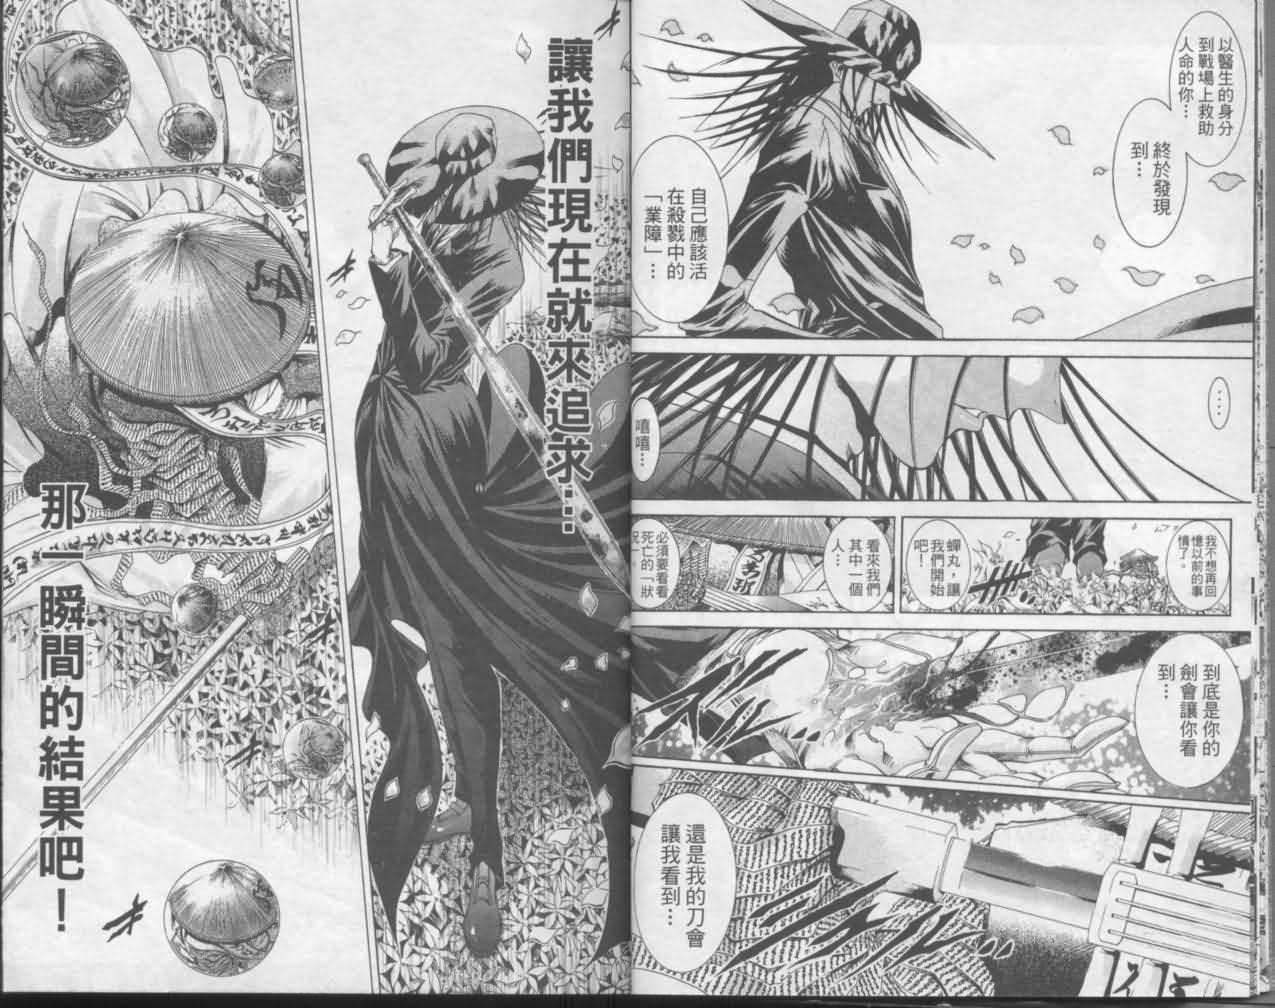 以醫生的身分
到戰場上救助
人命的你…
終於發現
到…
自己應該活
在殺戮中的
「業障」…
……
嘻嘻…
我不想再回
憶以前的事
情了。
蟬丸，讓
我們開始
吧！
看來我們
其中一個
人…
必須要看
死亡的「狀
況」
到底是你的
劍會讓你看
到…
還是我的刀會
讓我看到…
讓我們現在就來追求……
那一瞬間的結果吧！